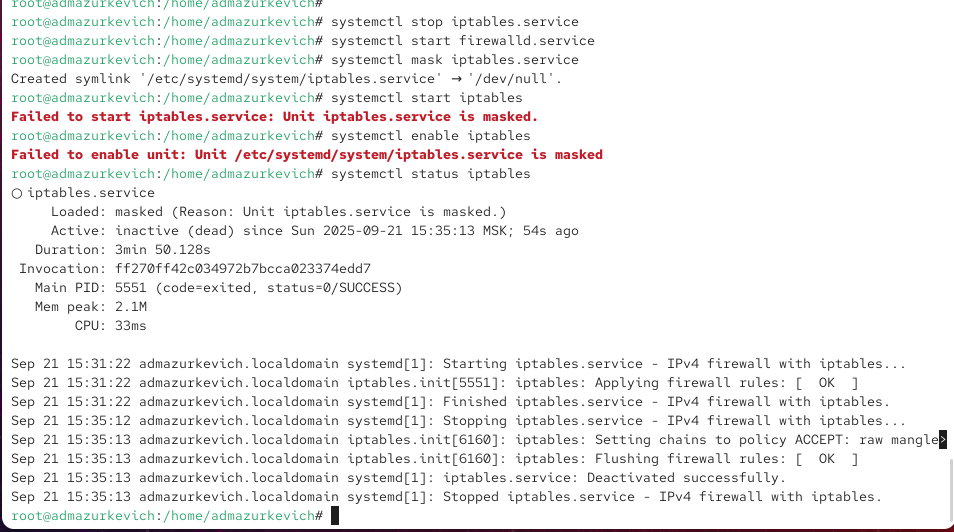 root@admazurkevich:/home/admazurkevich#
root@admazurkevich:/home/admazurkevich# systemctl stop iptables.service
root@admazurkevich:/home/admazurkevich# systemctl start firewalld.service
root@admazurkevich:/home/admazurkevich# systemctl mask iptables.service
Created symlink '/etc/systemd/system/iptables.service' → '/dev/null'.
root@admazurkevich:/home/admazurkevich# systemctl start iptables
Failed to start iptables.service: Unit iptables.service is masked.
root@admazurkevich:/home/admazurkevich# systemctl enable iptables
Failed to enable unit: Unit /etc/systemd/system/iptables.service is masked
root@admazurkevich:/home/admazurkevich# systemctl status iptables
○ iptables.service
     Loaded: masked (Reason: Unit iptables.service is masked.)
     Active: inactive (dead) since Sun 2025-09-21 15:35:13 MSK; 54s ago
   Duration: 3min 50.128s
 Invocation: ff270ff42c034972b7bcca023374edd7
   Main PID: 5551 (code=exited, status=0/SUCCESS)
   Mem peak: 2.1M
        CPU: 33ms

Sep 21 15:31:22 admazurkevich.localdomain systemd[1]: Starting iptables.service - IPv4 firewall with iptables...
Sep 21 15:31:22 admazurkevich.localdomain iptables.init[5551]: iptables: Applying firewall rules: [  OK  ]
Sep 21 15:31:22 admazurkevich.localdomain systemd[1]: Finished iptables.service - IPv4 firewall with iptables.
Sep 21 15:35:12 admazurkevich.localdomain systemd[1]: Stopping iptables.service - IPv4 firewall with iptables...
Sep 21 15:35:13 admazurkevich.localdomain iptables.init[6160]: iptables: Setting chains to policy ACCEPT: raw mangle>
Sep 21 15:35:13 admazurkevich.localdomain iptables.init[6160]: iptables: Flushing firewall rules: [  OK  ]
Sep 21 15:35:13 admazurkevich.localdomain systemd[1]: iptables.service: Deactivated successfully.
Sep 21 15:35:13 admazurkevich.localdomain systemd[1]: Stopped iptables.service - IPv4 firewall with iptables.
root@admazurkevich:/home/admazurkevich#